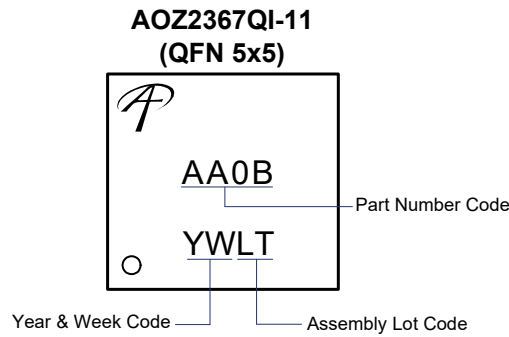 AOZ2367QI-11
(QFN 5x5)
AA0B
Part Number Code
YWLT
Year & Week Code
Assembly Lot Code